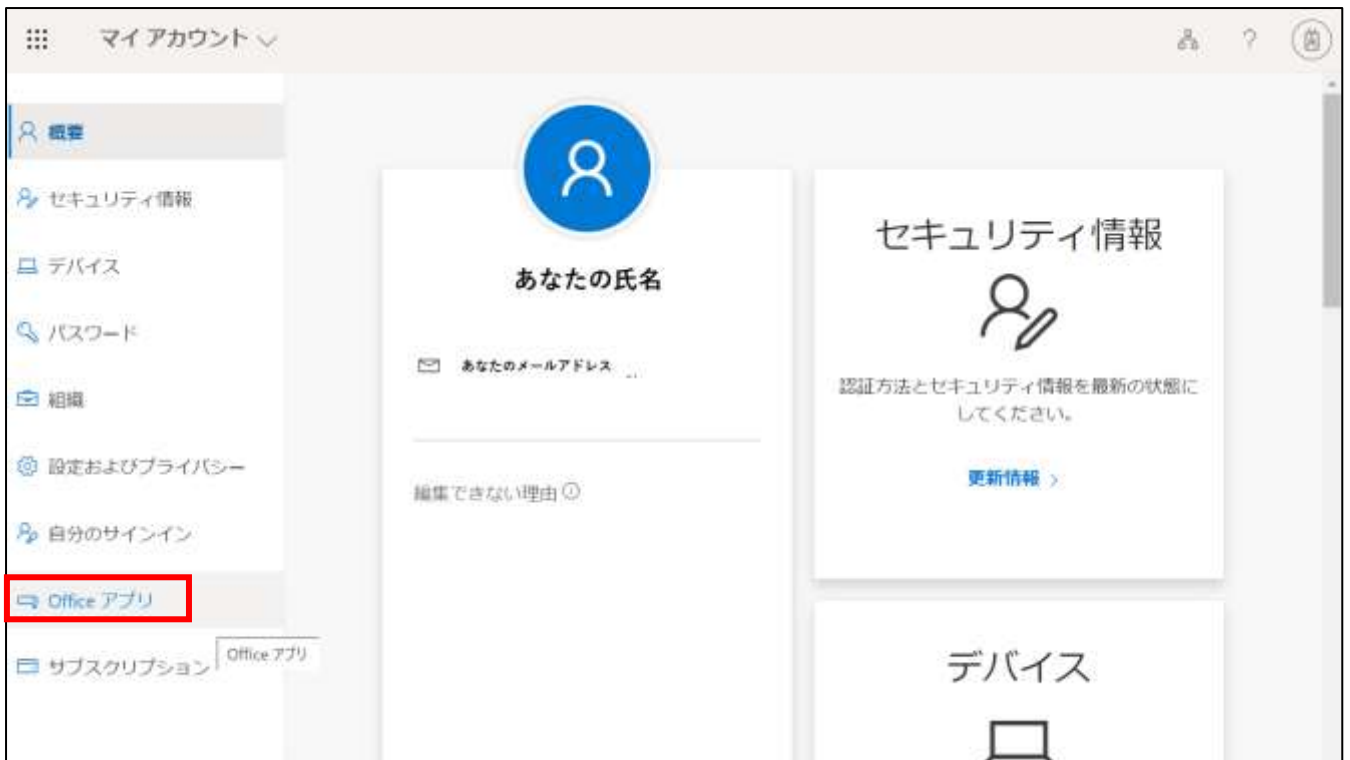 マイ アカウント
?
概要
セキュリティ情報
デバイス
パスワード
組織
設定およびプライバシー
自分のサインイン
Office アプリ
サブスクリプション
Office アプリ
あなたの氏名
あなたのメールアドレス
編集できない理由
セキュリティ情報
認証方法とセキュリティ情報を最新の状態に
してください。
更新情報 >
デバイス